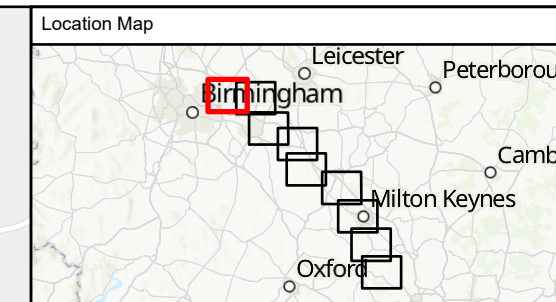 Location Map
Leicester
Peterborou
Birmingham
Camb
Milton Keynes
Oxford